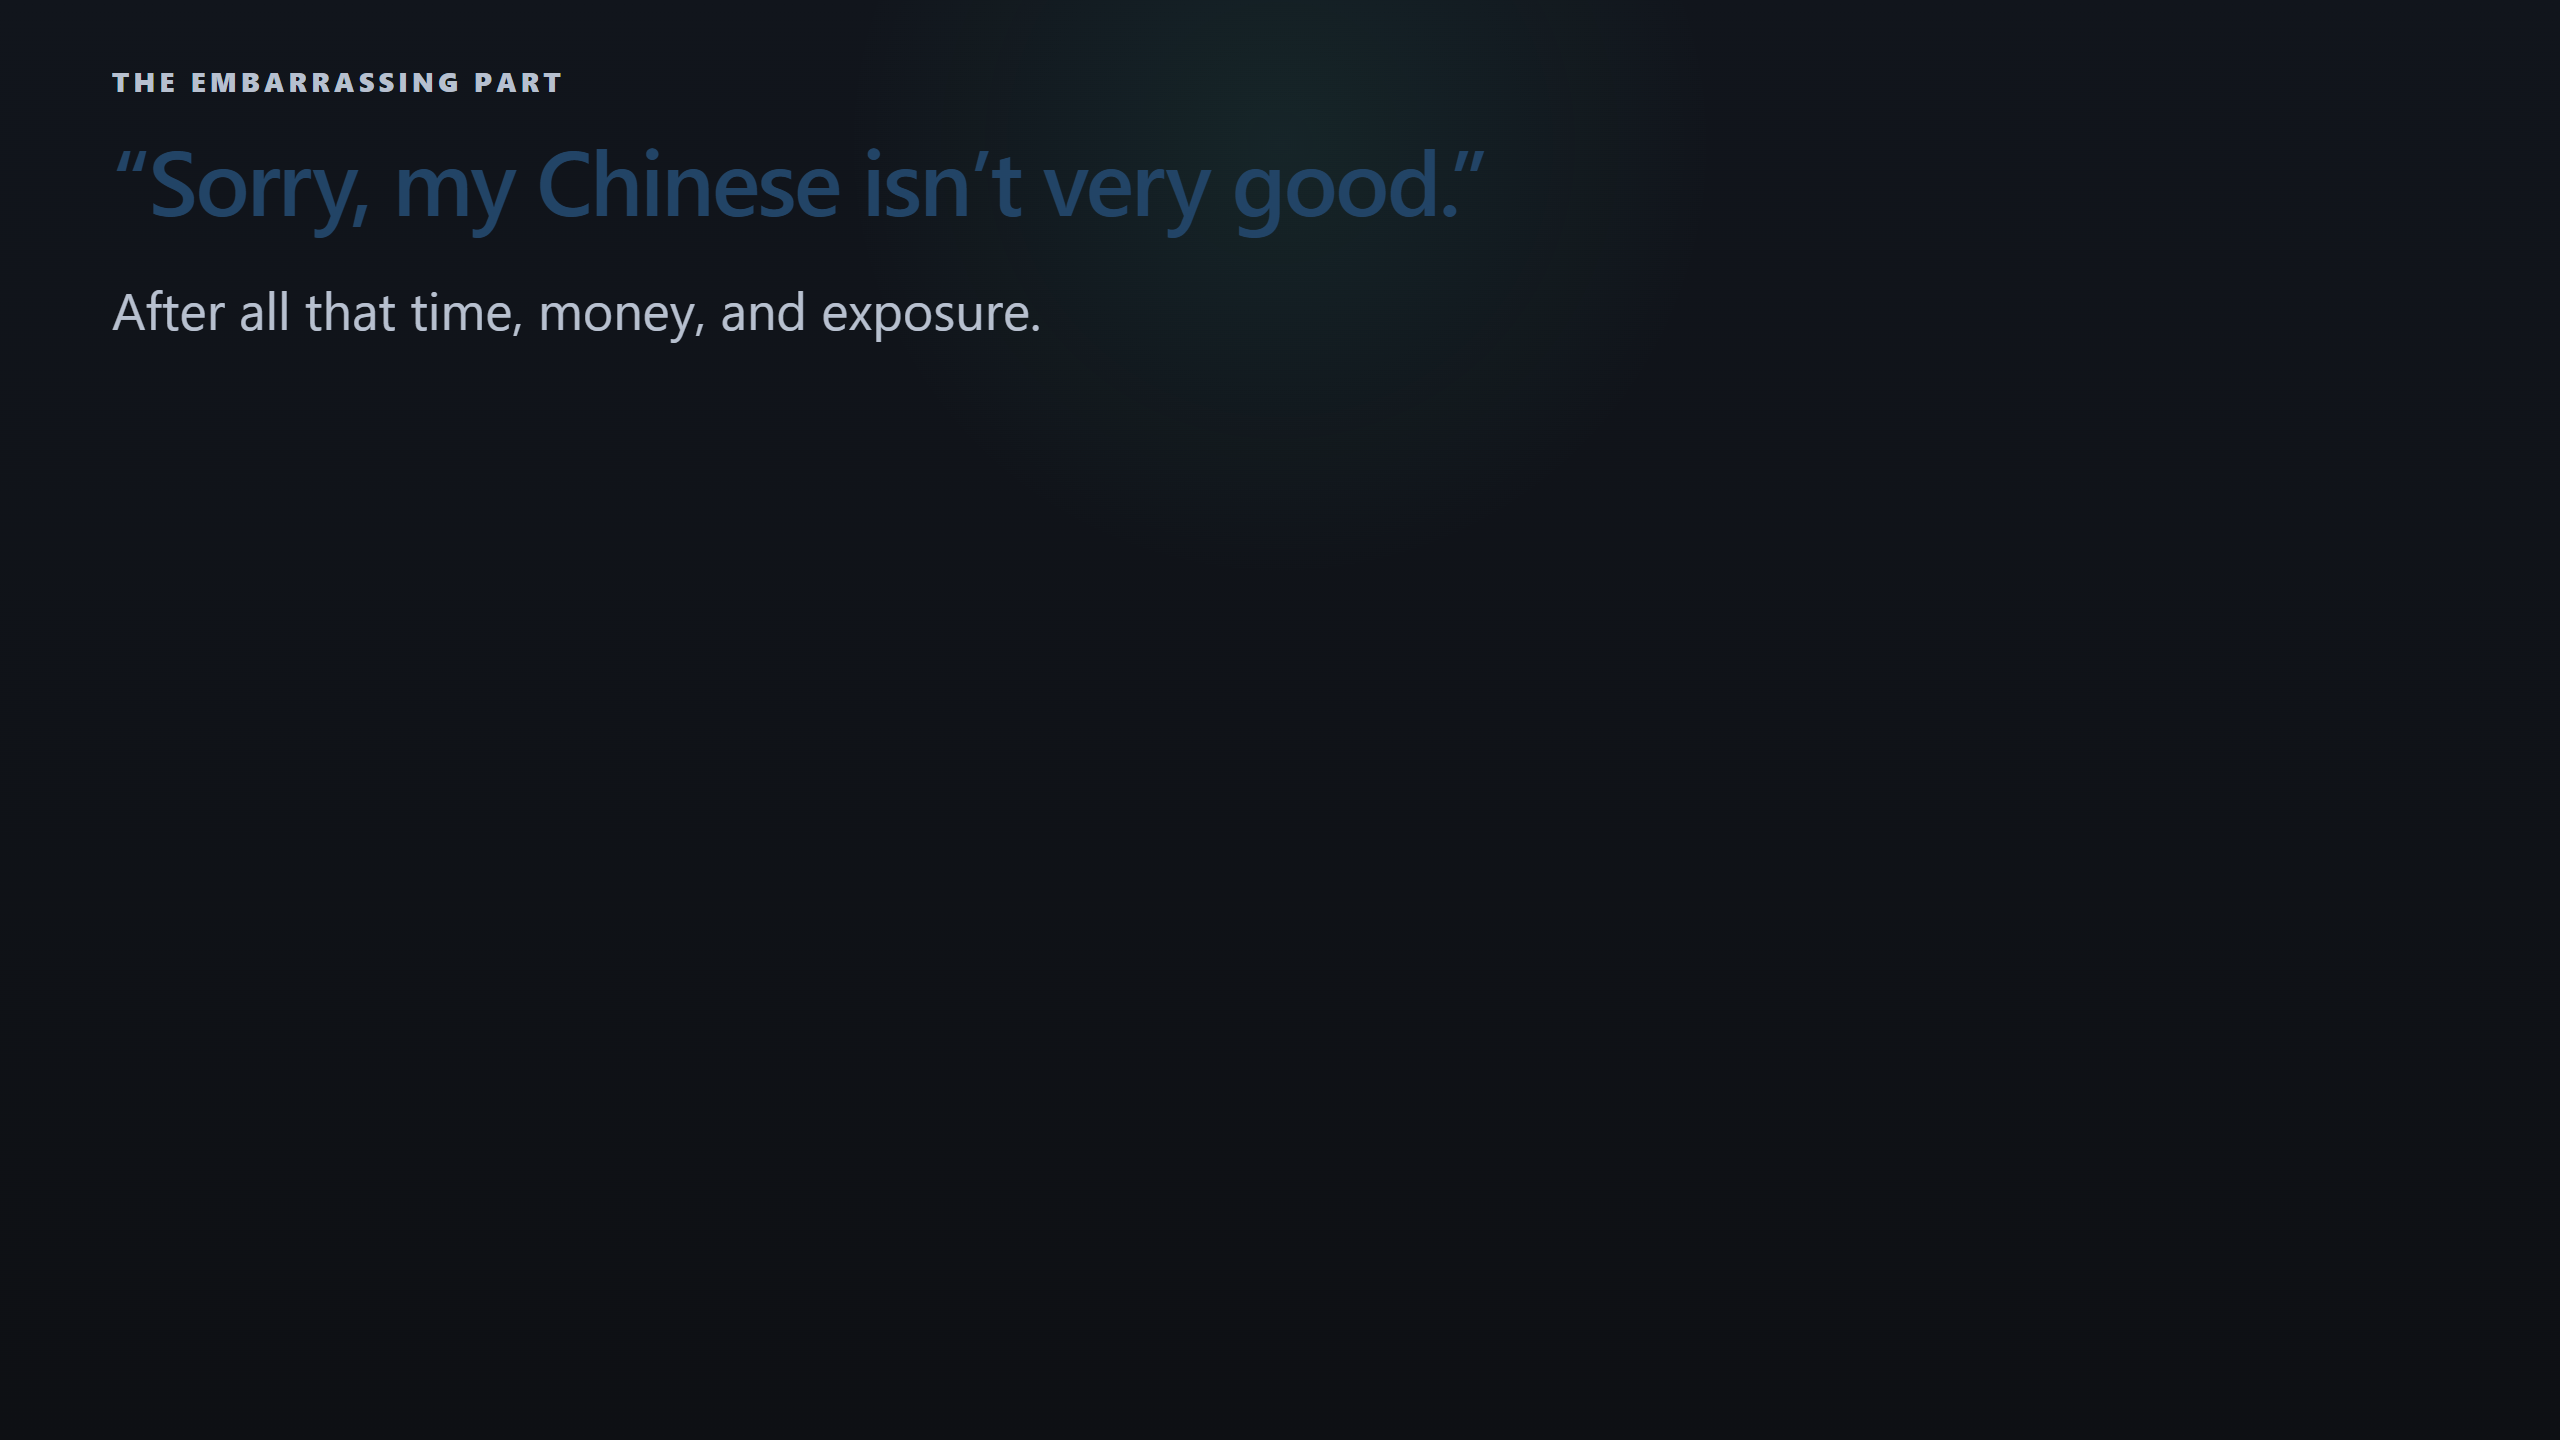 THE EMBARRASSING PART
“Sorry, my Chinese isn’t very good.”
After all that time, money, and exposure.